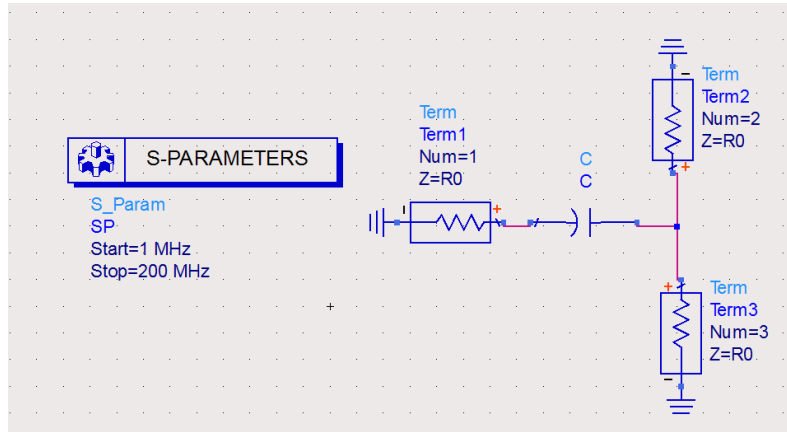 S-PARAMETERS
S_Param
SP
Start=1 MHz
Stop=200 MHz
Term
Term1
Num=1
Z=R0
C
C
Term
Term2
Num=2
Z=R0
Term
Term3
Num=3
Z=R0